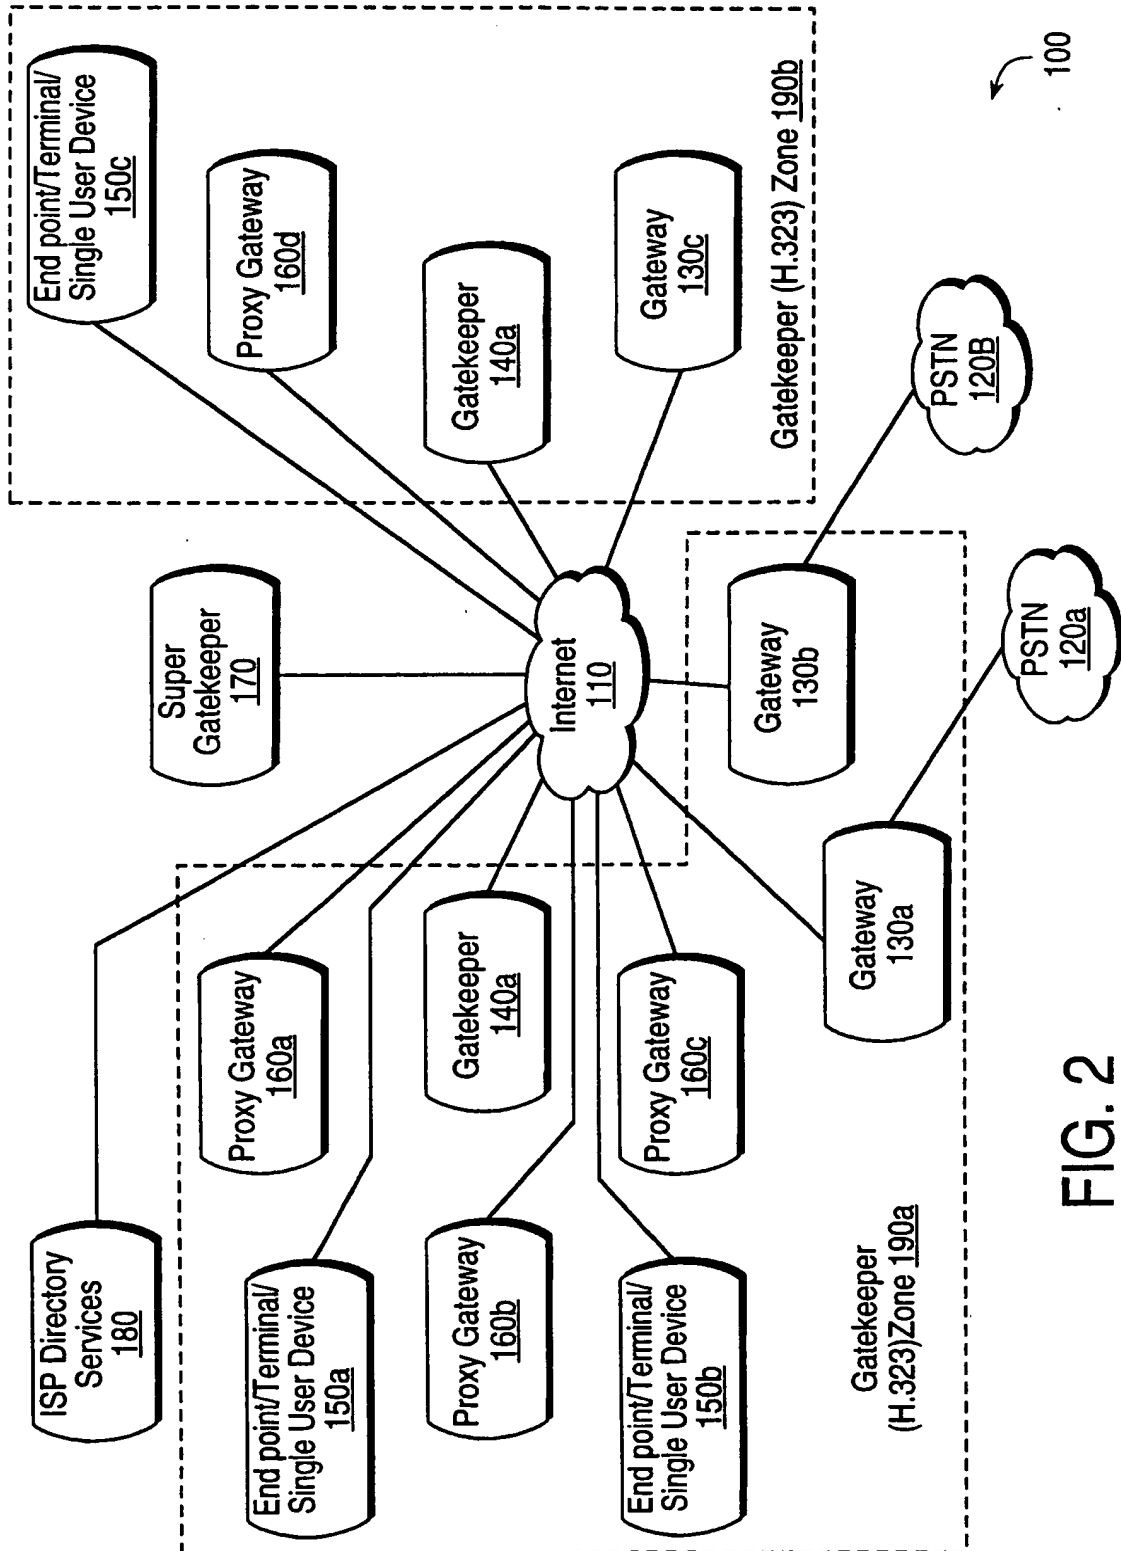 ISP Directory
Services
180
Super
Gatekeeper
170
End point/Terminal/
Single User Device
150c
Proxy Gateway
160a
Proxy Gateway
160d
End point/Terminal/
Single User Device
150a
Gatekeeper
140a
Gatekeeper
140a
Proxy Gateway
160b
Internet
110
Proxy Gateway
160c
Gateway
130c
End point/Terminal/
Single User Device
150b
Gateway
130b
Gatekeeper (H.323) Zone 190b
Gateway
130a
Gatekeeper
(H.323)Zone 190a
PSTN
120B
PSTN
120a
100
FIG. 2